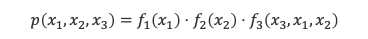 p(x₁, x₂, x₃) = f₁(x₁) · f₂(x₂) · f₃(x₃, x₁, x₂)